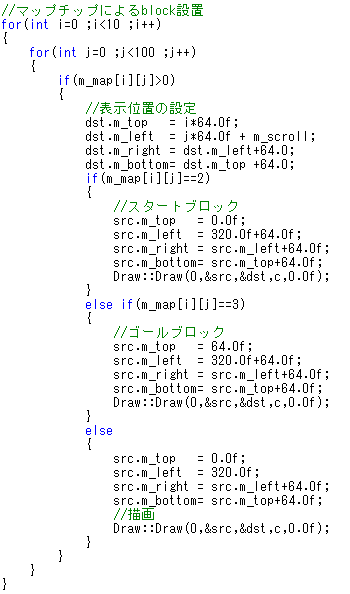 //マップチップによるblock設置
for(int i=0 ;i<10 ;i++)
{
    for(int j=0 ;j<100 ;j++)
    {
        if(m_map[i][j]>0)
        {
            //表示位置の設定
            dst.m_top   = i*64.0f;
            dst.m_left  = j*64.0f + m_scroll;
            dst.m_right = dst.m_left+64.0;
            dst.m_bottom= dst.m_top +64.0;
            if(m_map[i][j]==2)
            {
                //スタートブロック
                src.m_top   = 0.0f;
                src.m_left  = 320.0f+64.0f;
                src.m_right = src.m_left+64.0f;
                src.m_bottom= src.m_top+64.0f;
                Draw::Draw(0,&src,&dst,c,0.0f);
            }
            else if(m_map[i][j]==3)
            {
                //ゴールブロック
                src.m_top   = 64.0f;
                src.m_left  = 320.0f+64.0f;
                src.m_right = src.m_left+64.0f;
                src.m_bottom= src.m_top+64.0f;
                Draw::Draw(0,&src,&dst,c,0.0f);
            }
            else
            {
                src.m_top   = 0.0f;
                src.m_left  = 320.0f;
                src.m_right = src.m_left+64.0f;
                src.m_bottom= src.m_top+64.0f;
                //描画
                Draw::Draw(0,&src,&dst,c,0.0f);
            }
        }
    }
}